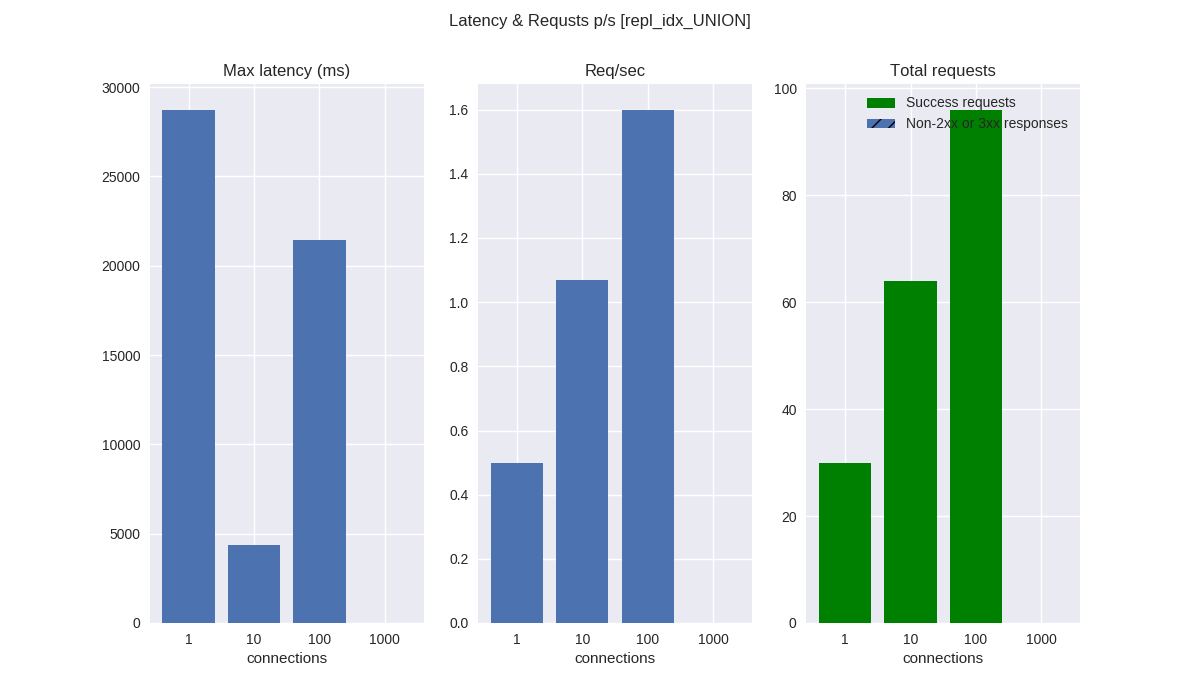 Latency & Requsts p/s [repl_idx_UNION]
Max latency (ms)
30000
25000
20000
15000
10000
5000
0
1 10 100 1000
connections
Req/sec
1.6
1.4
1.2
1.0
0.8
0.6
0.4
0.2
0.0
1 10 100 1000
connections
Total requests
Success requests
Non-2xx or 3xx responses
100
80
60
40
20
0
1 10 100 1000
connections